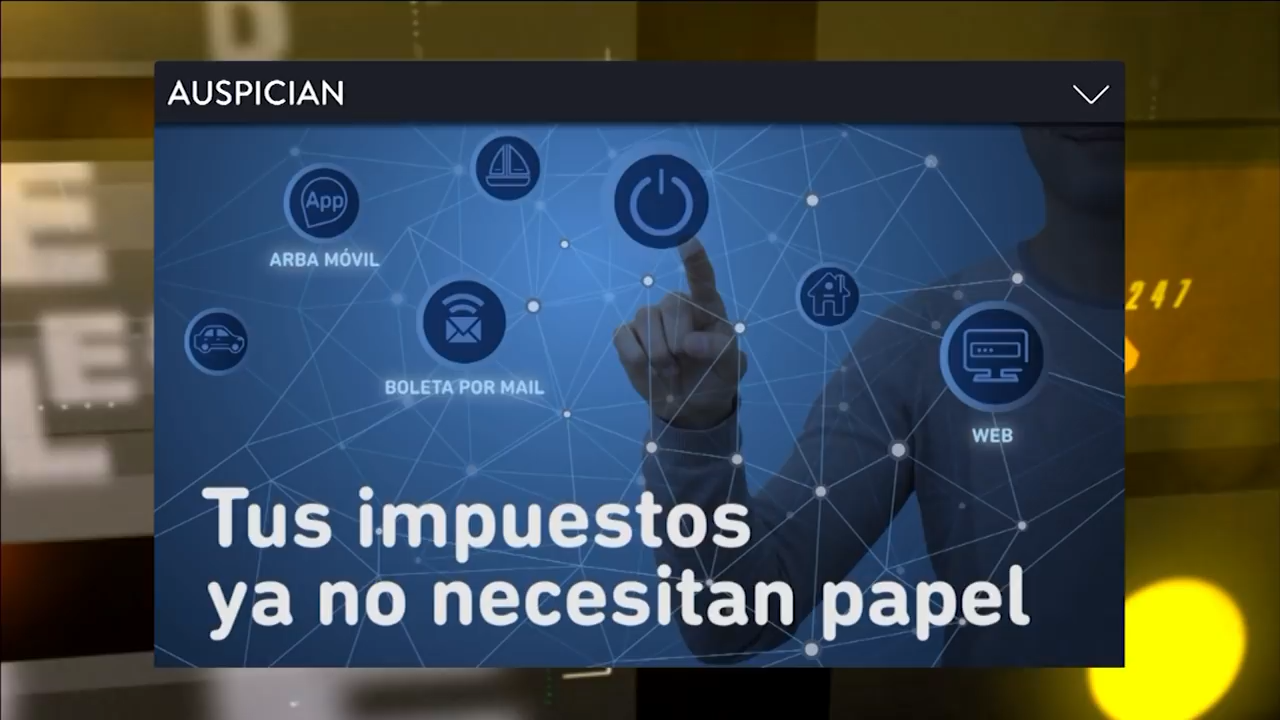 AUSPICIAN
App
ARBA MÓVIL
BOLETA POR MAIL
WEB
247
Tus impuestos
ya no necesitan papel